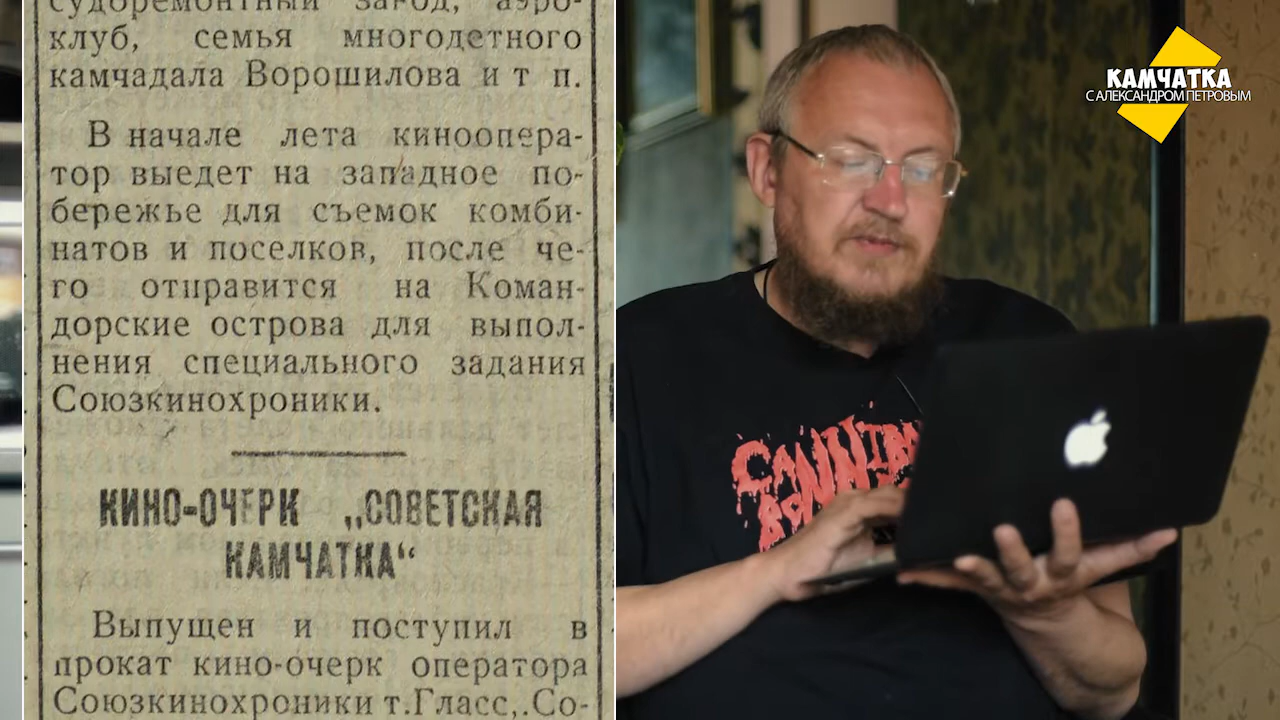 судоремонтный завод, аэро-
клуб, семья многодетного
камчадала Ворошилова и т п.
В начале лета киноопера-
тор выедет на западное по-
бережье для съемок комби-
натов и поселков, после че-
го отправится на Коман-
дорские острова для выпол-
нения специального задания
Союзкинохроники.
КИНО-ОЧЕРК „СОВЕТСКАЯ
КАМЧАТКА“
Выпущен и поступил в
прокат кино-очерк оператора
Союзкинохроники т. Гласс, „Со-
КАМЧАТКА
С АЛЕКСАНДРОМ ПЕТРОВЫМ